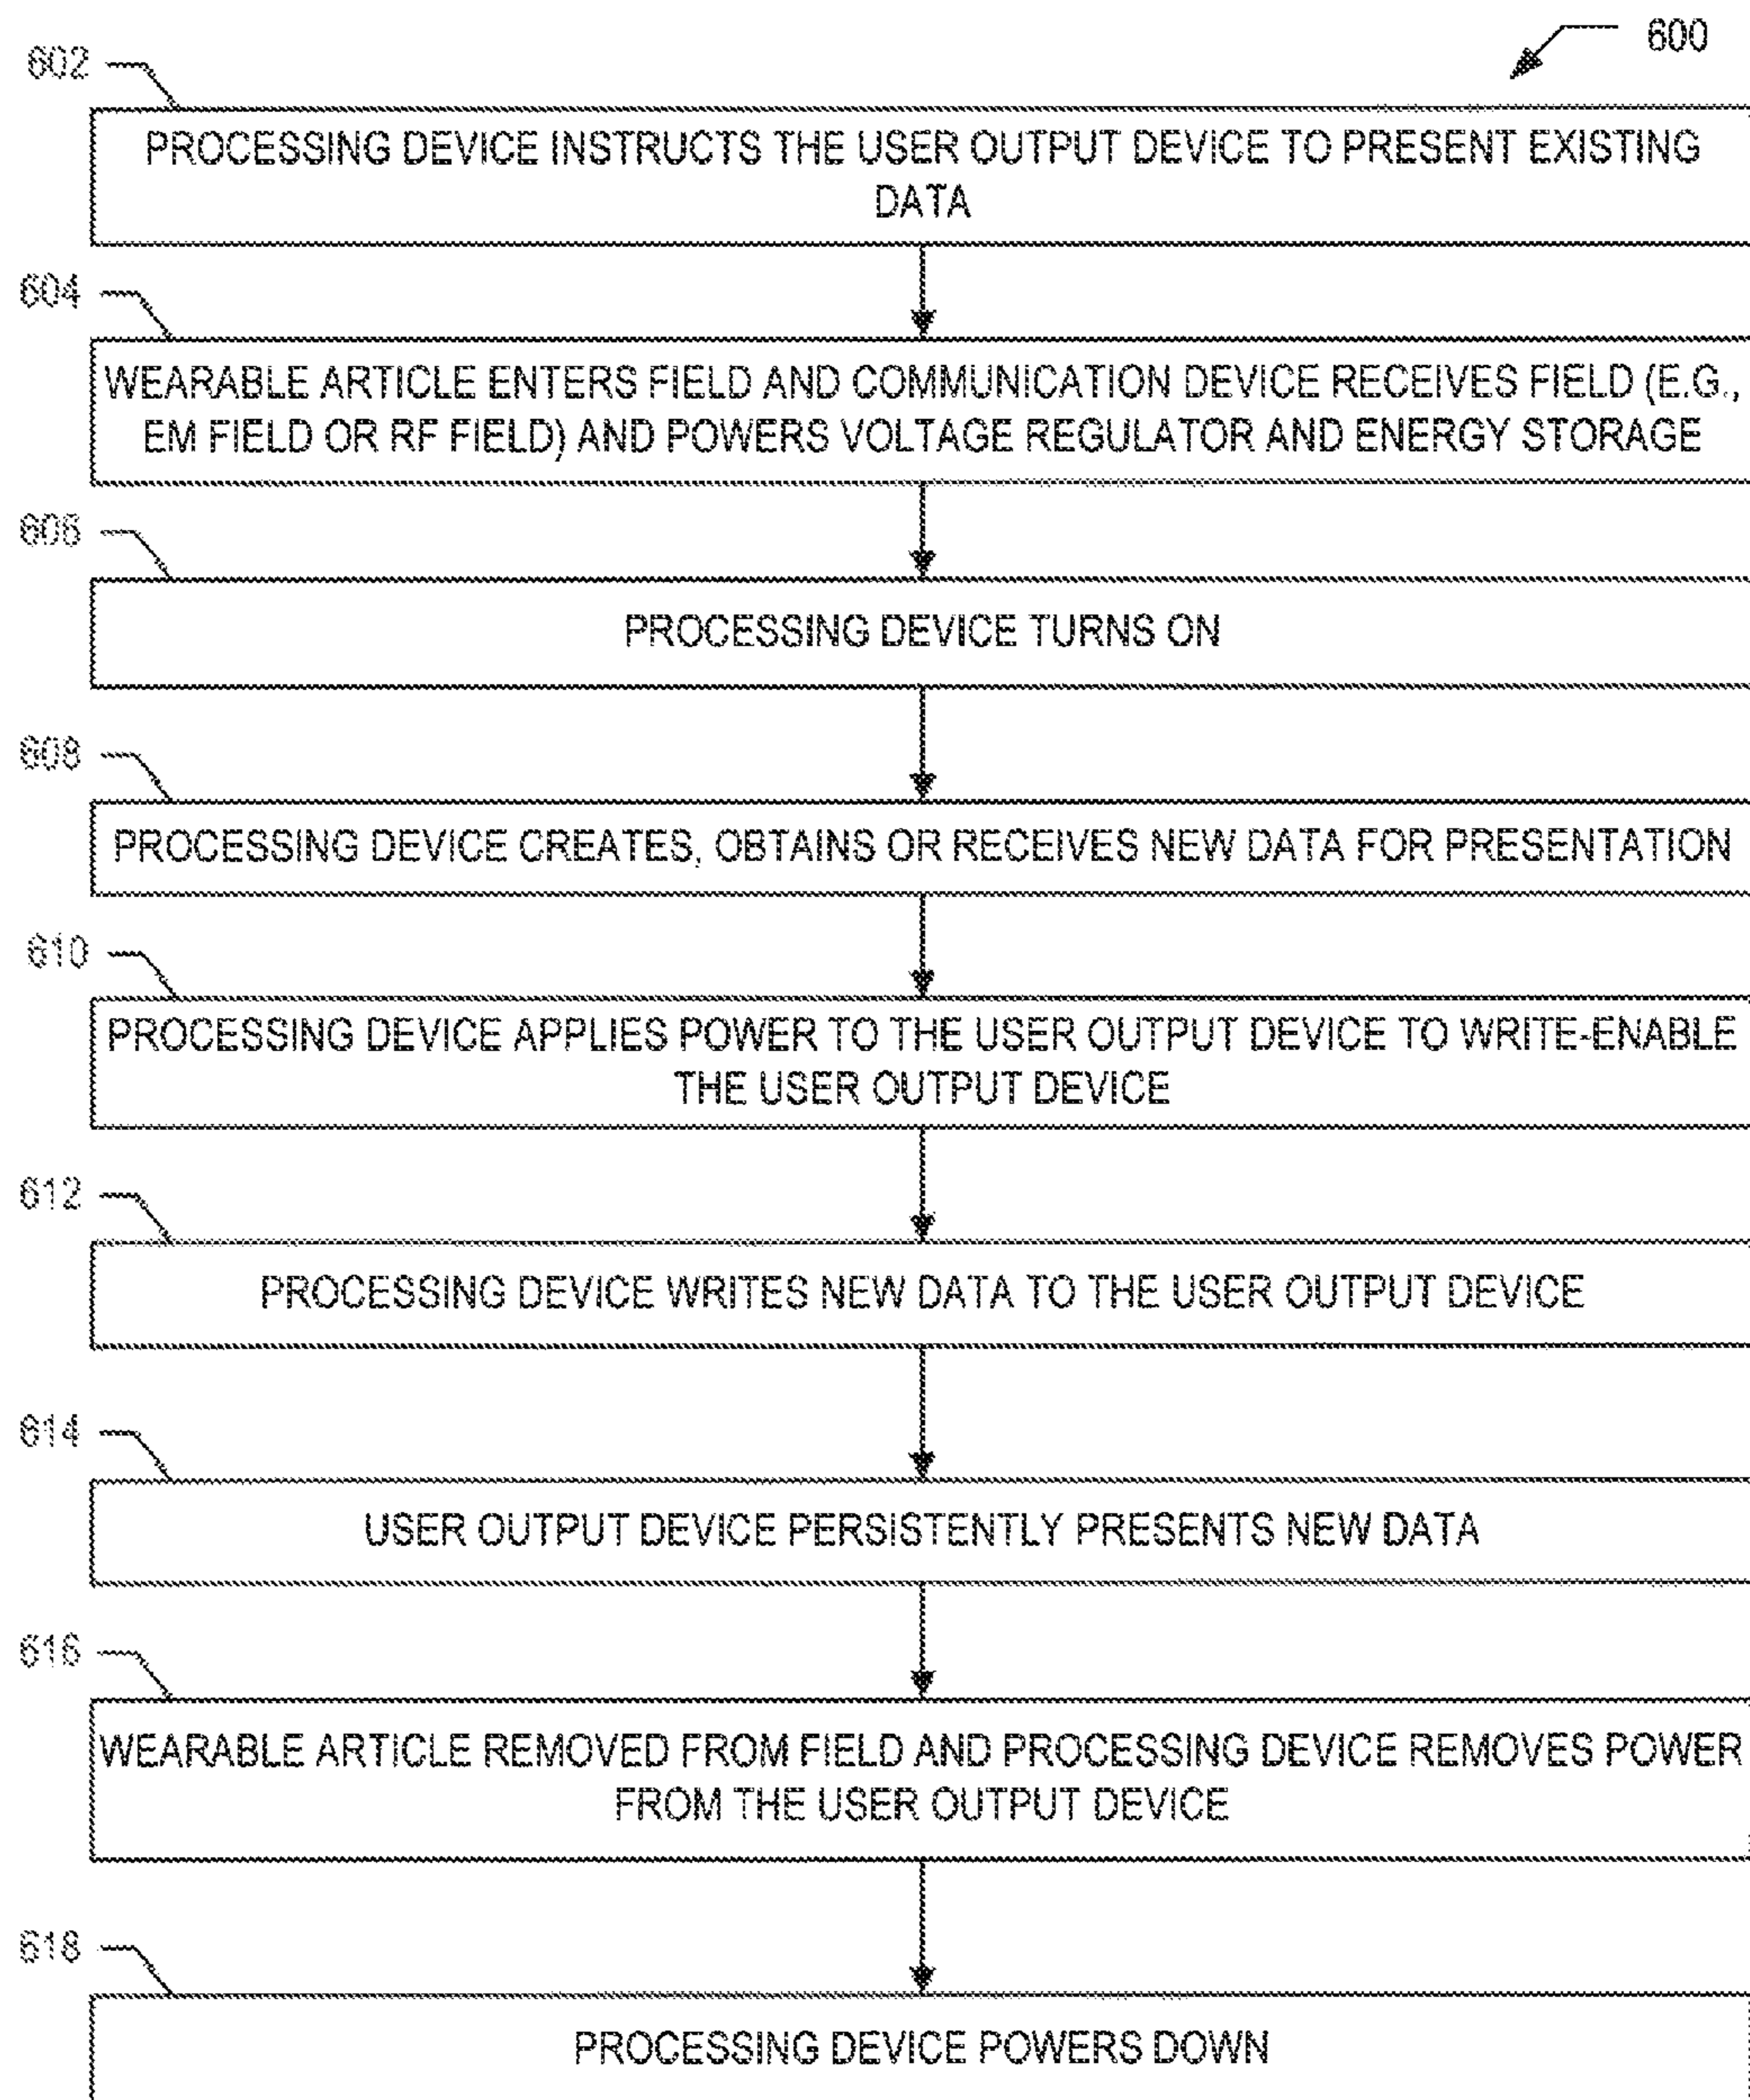 600
602
PROCESSING DEVICE INSTRUCTS THE USER OUTPUT DEVICE TO PRESENT EXISTING
DATA
604
WEARABLE ARTICLE ENTERS FIELD AND COMMUNICATION DEVICE RECEIVES FIELD (E.G.,
EM FIELD OR RF FIELD) AND POWERS VOLTAGE REGULATOR AND ENERGY STORAGE
606
PROCESSING DEVICE TURNS ON
608
PROCESSING DEVICE CREATES, OBTAINS OR RECEIVES NEW DATA FOR PRESENTATION
610
PROCESSING DEVICE APPLIES POWER TO THE USER OUTPUT DEVICE TO WRITE-ENABLE
THE USER OUTPUT DEVICE
612
PROCESSING DEVICE WRITES NEW DATA TO THE USER OUTPUT DEVICE
614
USER OUTPUT DEVICE PERSISTENTLY PRESENTS NEW DATA
616
WEARABLE ARTICLE REMOVED FROM FIELD AND PROCESSING DEVICE REMOVES POWER
FROM THE USER OUTPUT DEVICE
618
PROCESSING DEVICE POWERS DOWN